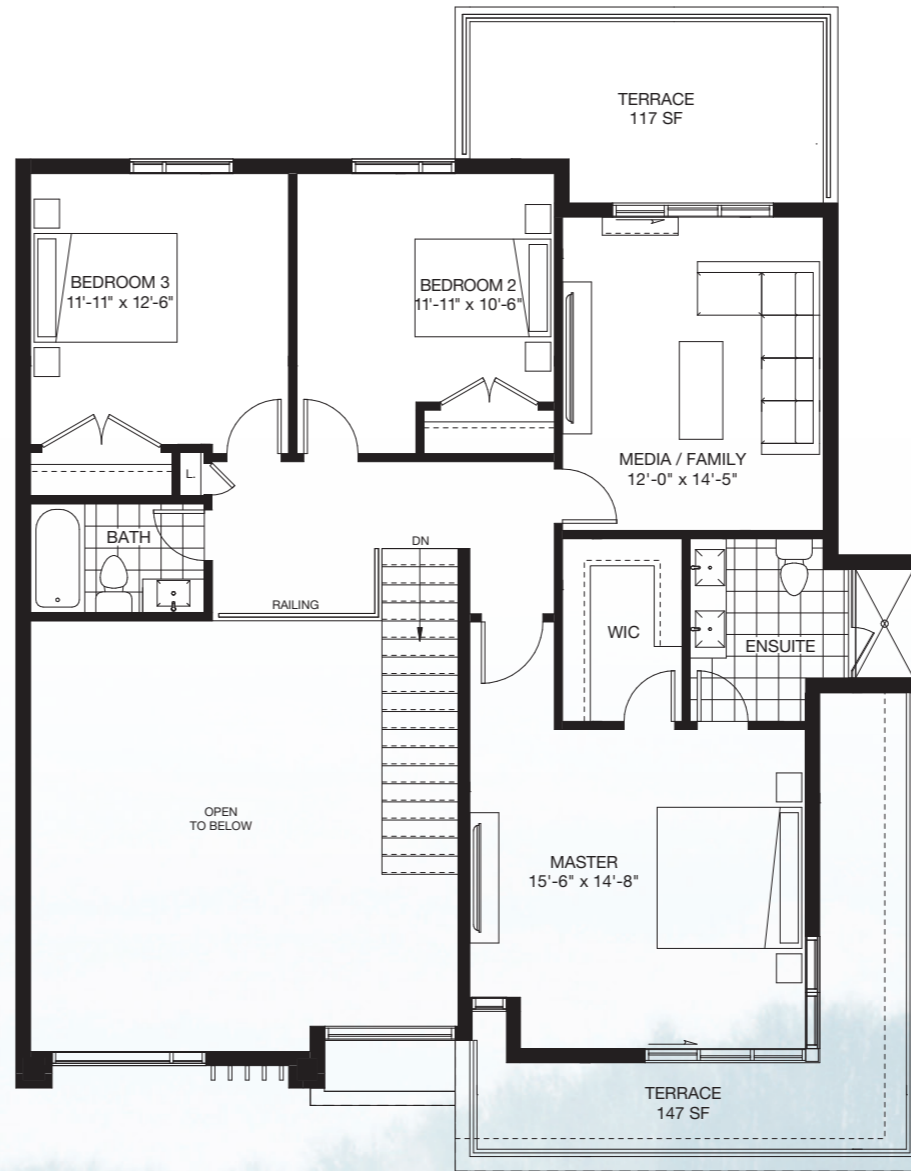 TERRACE
117 SF
BEDROOM 3
11'-11" x 12'-6"
BEDROOM 2
11'-11" x 10'-6"
MEDIA / FAMILY
12'-0" x 14'-5"
L.
BATH
DN
RAILING
WIC
ENSUITE
OPEN
TO BELOW
MASTER
15'-6" x 14'-8"
TERRACE
147 SF